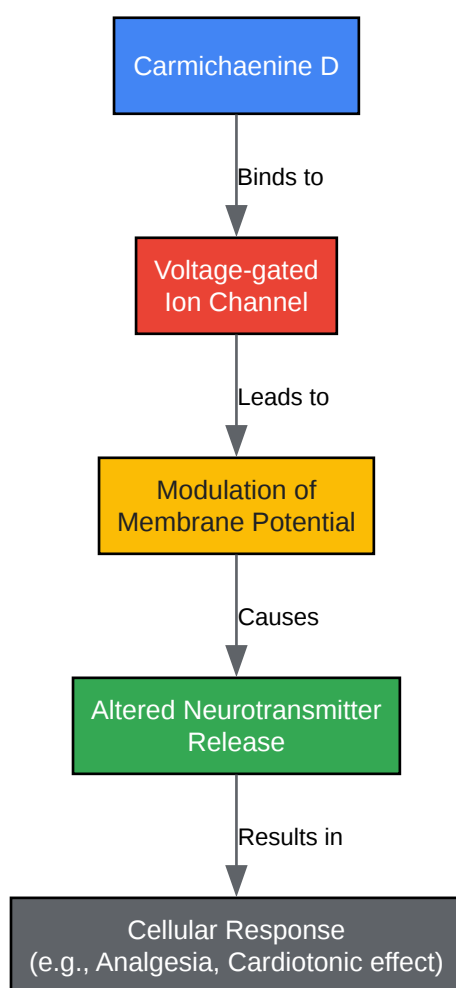 Carmichaenine D
Binds to
Voltage-gated
Ion Channel
Leads to
Modulation of
Membrane Potential
Causes
Altered Neurotransmitter
Release
Results in
Cellular Response
(e.g., Analgesia, Cardiotonic effect)